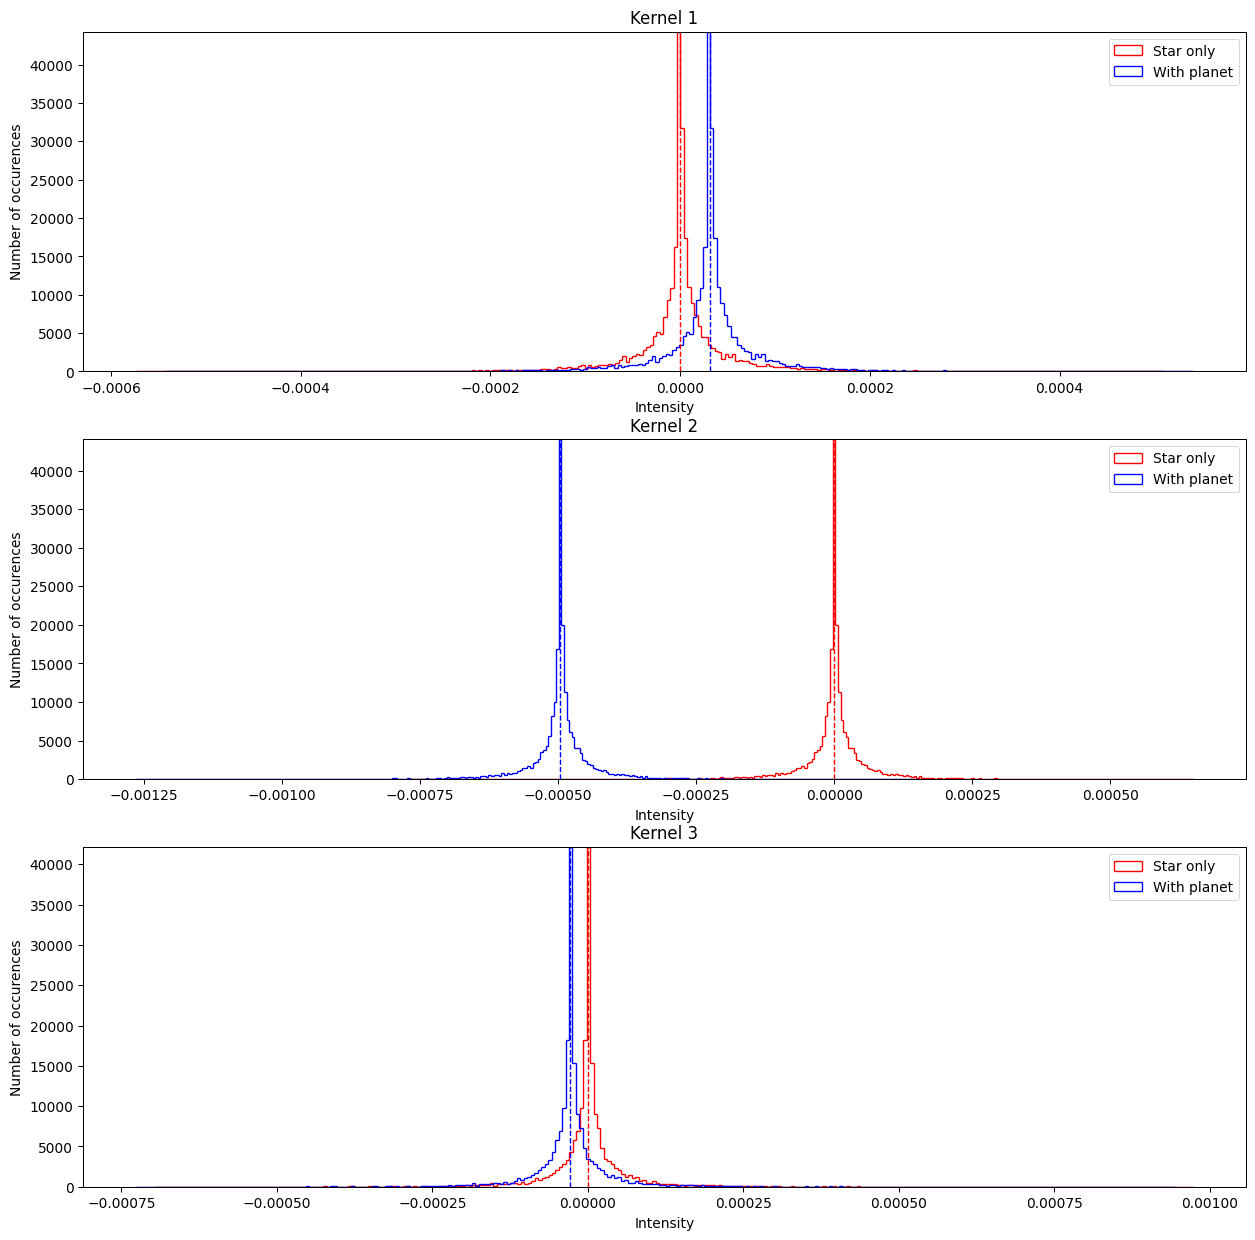 Kernel 1
Number of occurences
40000
35000
30000
25000
20000
15000
10000
5000
0
Star only
With planet
−0.0006 −0.0004 −0.0002 0.0000 0.0002 0.0004
Intensity
Kernel 2
Number of occurences
40000
35000
30000
25000
20000
15000
10000
5000
0
Star only
With planet
−0.00125 −0.00100 −0.00075 −0.00050 −0.00025 0.00000 0.00025 0.00050
Intensity
Kernel 3
Number of occurences
40000
35000
30000
25000
20000
15000
10000
5000
0
Star only
With planet
−0.00075 −0.00050 −0.00025 0.00000 0.00025 0.00050 0.00075 0.00100
Intensity